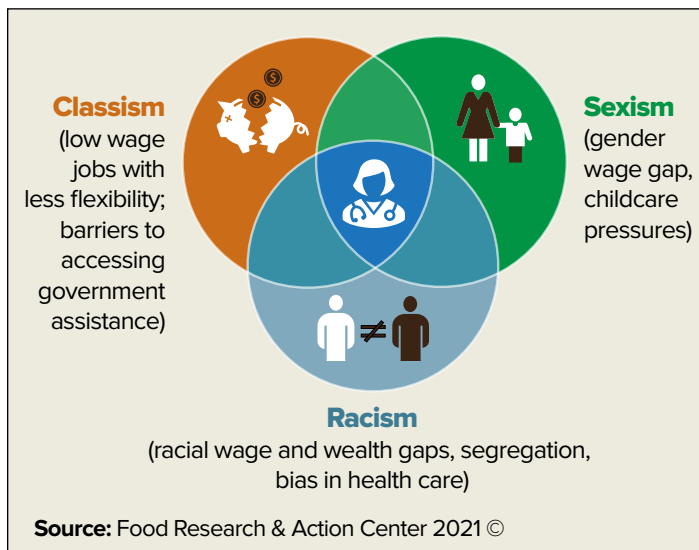 Classism
(low wage
jobs with
less flexibility;
barriers to
accessing
government
assistance)
$
$
Sexism
(gender
wage gap,
childcare
pressures)
≠
Racism
(racial wage and wealth gaps, segregation,
bias in health care)
Source: Food Research & Action Center 2021 ©